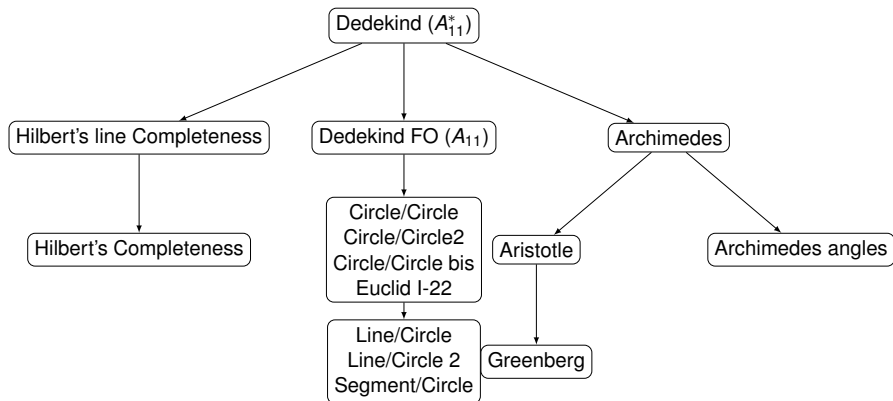 Dedekind (A*11)
Hilbert's line Completeness
Dedekind FO (A11)
Archimedes
Hilbert's Completeness
Circle/Circle
Circle/Circle2
Circle/Circle bis
Euclid I-22
Aristotle
Archimedes angles
Line/Circle
Line/Circle 2
Segment/Circle
Greenberg